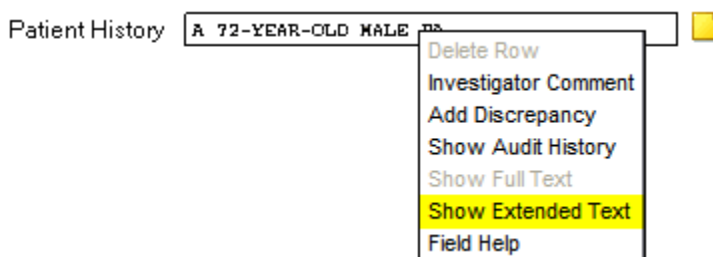 Patient History A 72-YEAR-OLD MALE
Delete Row
Investigator Comment
Add Discrepancy
Show Audit History
Show Full Text
Show Extended Text
Field Help